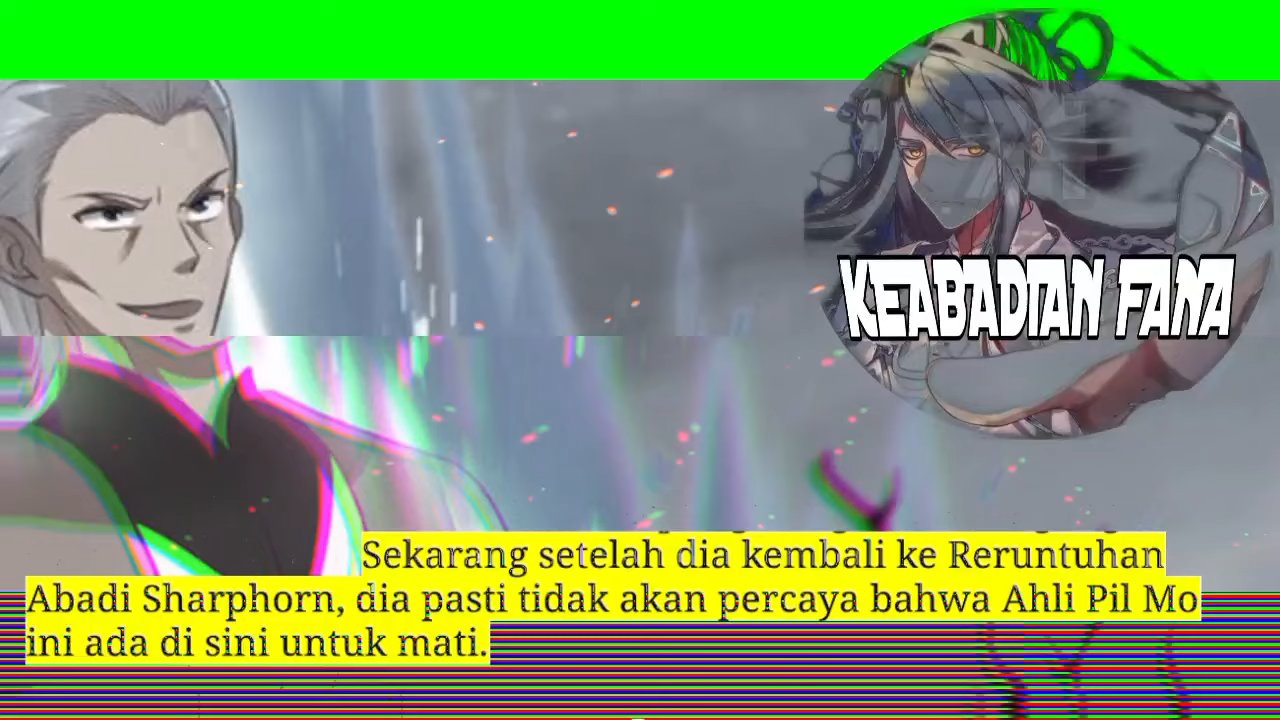 KEABADIAN FANA
Sekarang setelah dia kembali ke Reruntuhan
Abadi Sharphorn, dia pasti tidak akan percaya bahwa Ahli Pil Mo
ini ada di sini untuk mati.